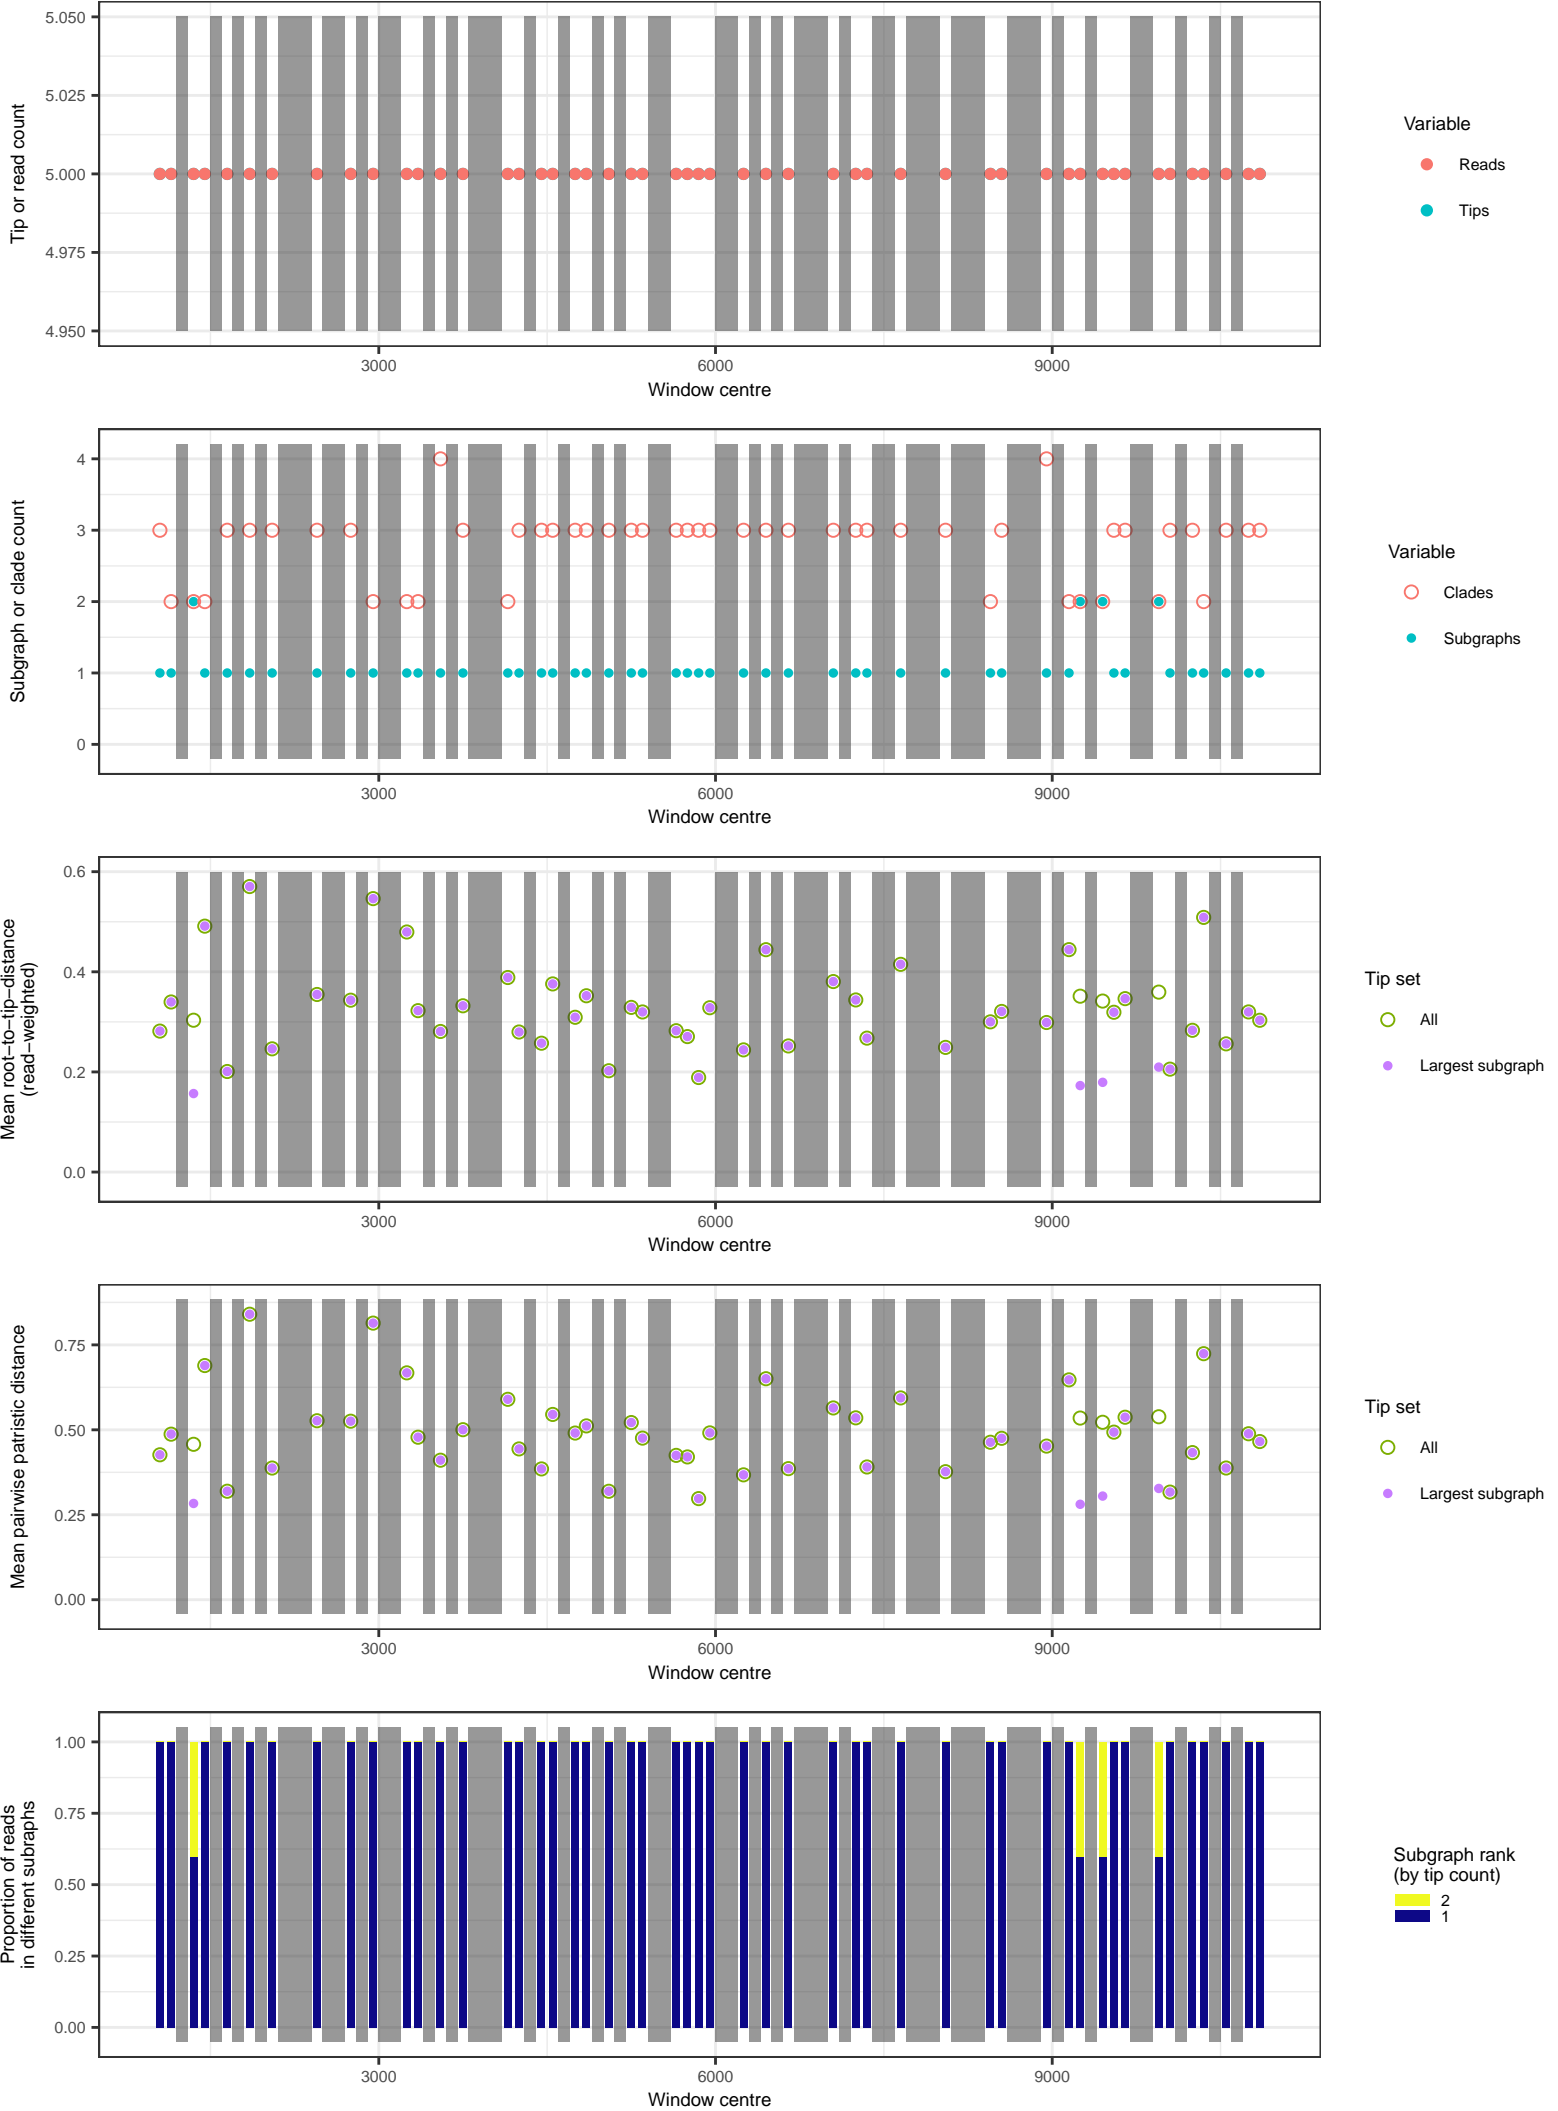 5.050
5.025
5.000
4.975
4.950
Tip or read count
3000
6000
9000
Window centre
Variable
Reads
Tips
4
3
2
1
0
Subgraph or clade count
3000
6000
9000
Window centre
Variable
Clades
Subgraphs
0.6
0.4
0.2
0.0
Mean root−to−tip−distance
(read−weighted)
3000
6000
9000
Window centre
Tip set
All
Largest subgraph
0.75
0.50
0.25
0.00
Mean pairwise patristic distance
3000
6000
9000
Window centre
Tip set
All
Largest subgraph
1.00
0.75
0.50
0.25
0.00
Proportion of reads
in different subraphs
3000
6000
9000
Window centre
Subgraph rank
(by tip count)
2
1